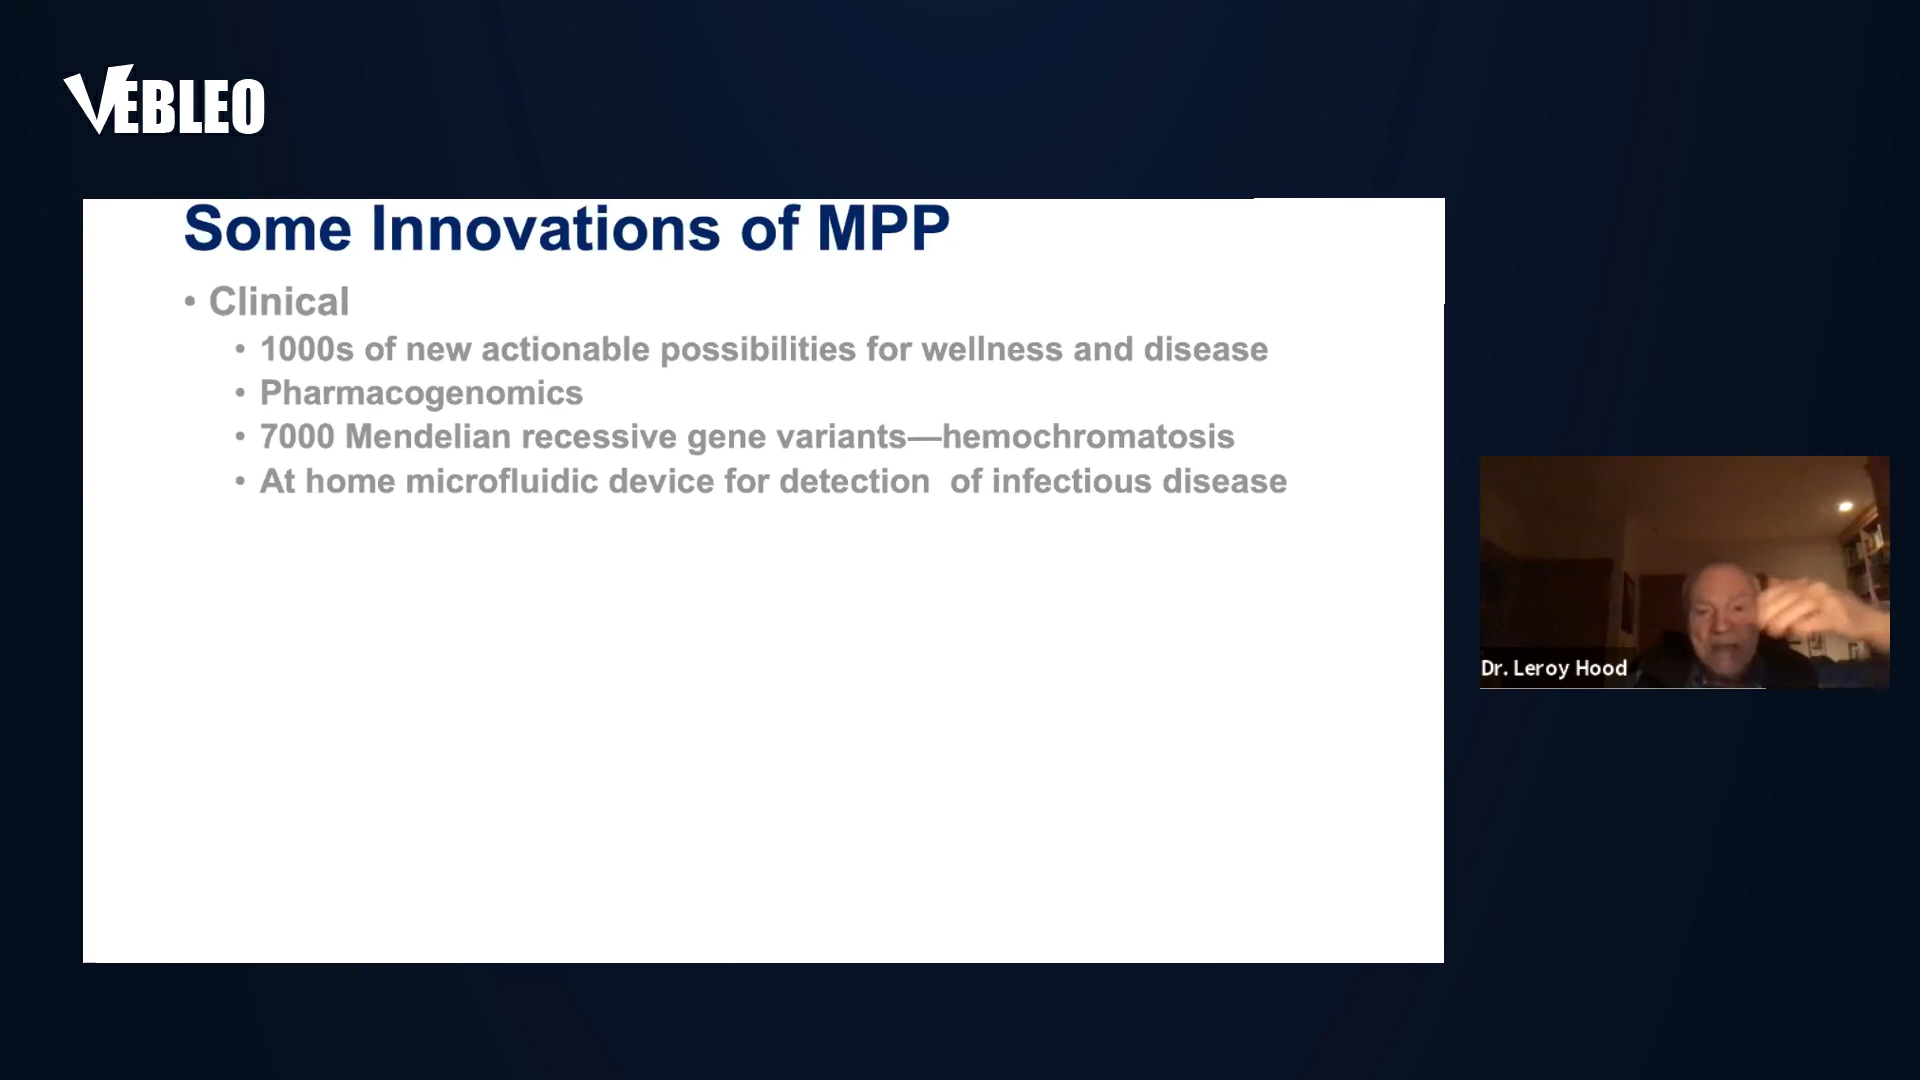 VEBLEO
Some Innovations of MPP
• Clinical
• 1000s of new actionable possibilities for wellness and disease
• Pharmacogenomics
• 7000 Mendelian recessive gene variants—hemochromatosis
• At home microfluidic device for detection  of infectious disease
Dr. Leroy Hood